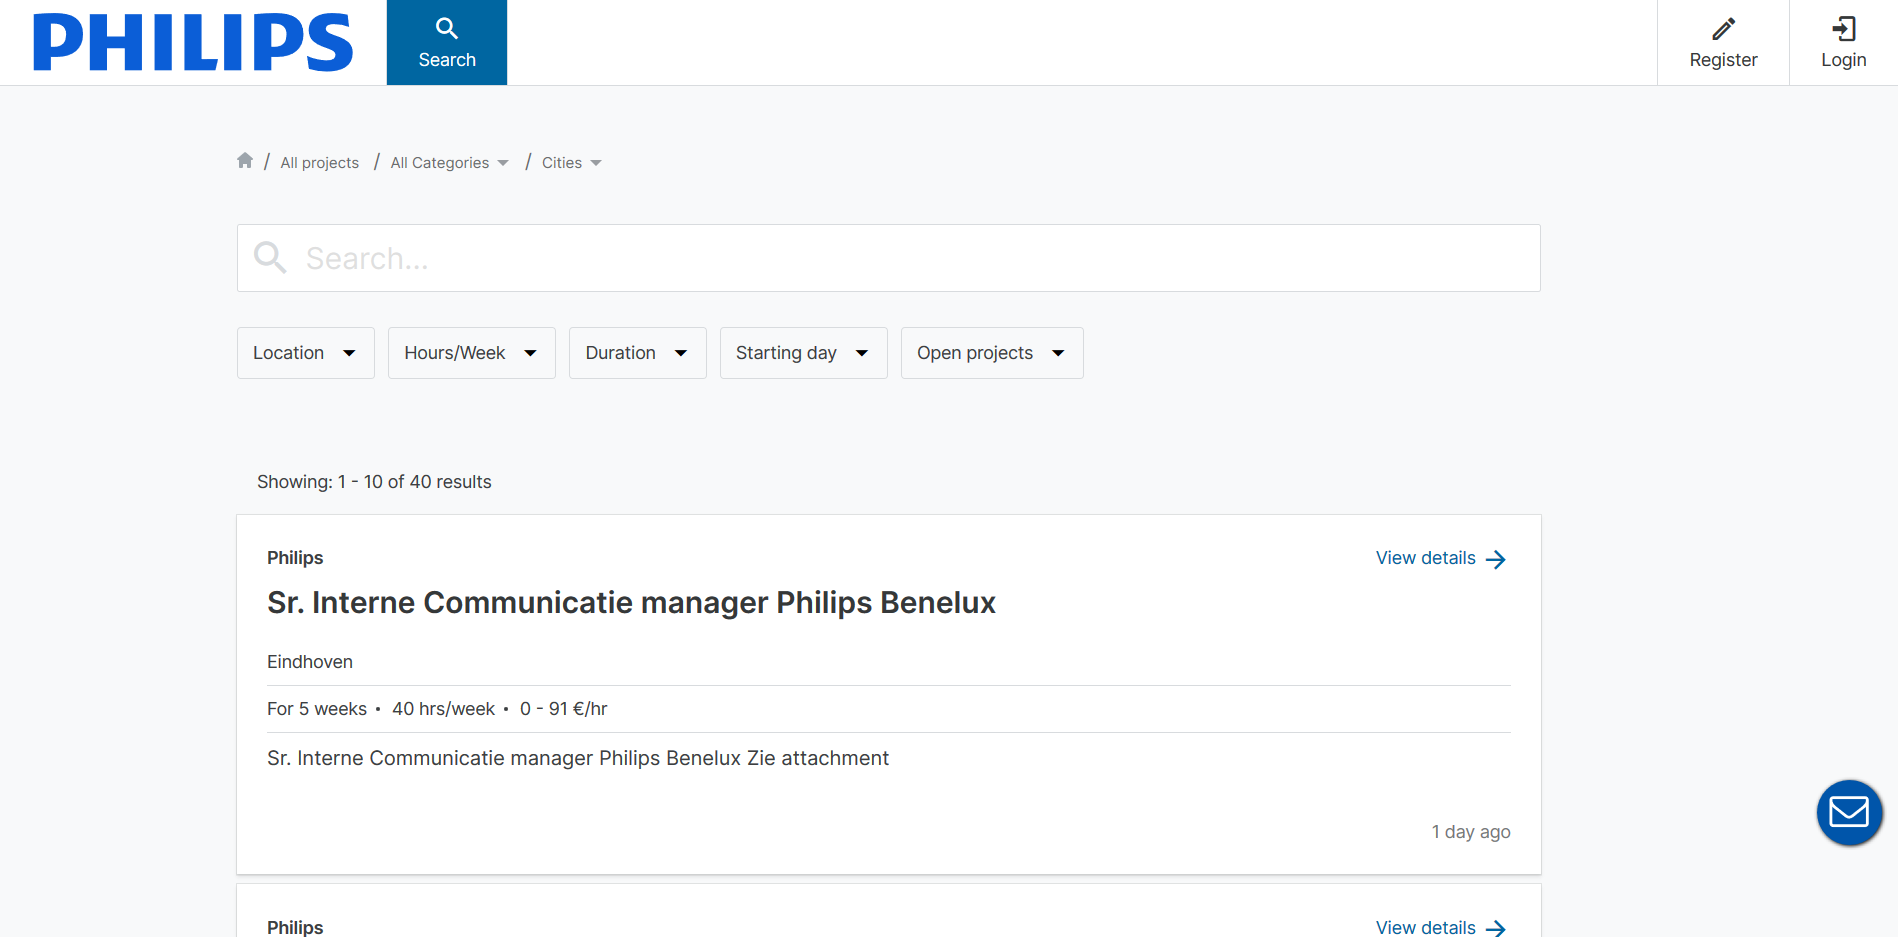 PHILIPS
Search
Register
Login
/ All projects / All Categories / Cities
Search...
Location
Hours/Week
Duration
Starting day
Open projects
Showing: 1 - 10 of 40 results
Philips
View details
Sr. Interne Communicatie manager Philips Benelux
Eindhoven
For 5 weeks • 40 hrs/week • 0 - 91 €/hr
Sr. Interne Communicatie manager Philips Benelux Zie attachment
1 day ago
Philips
View details